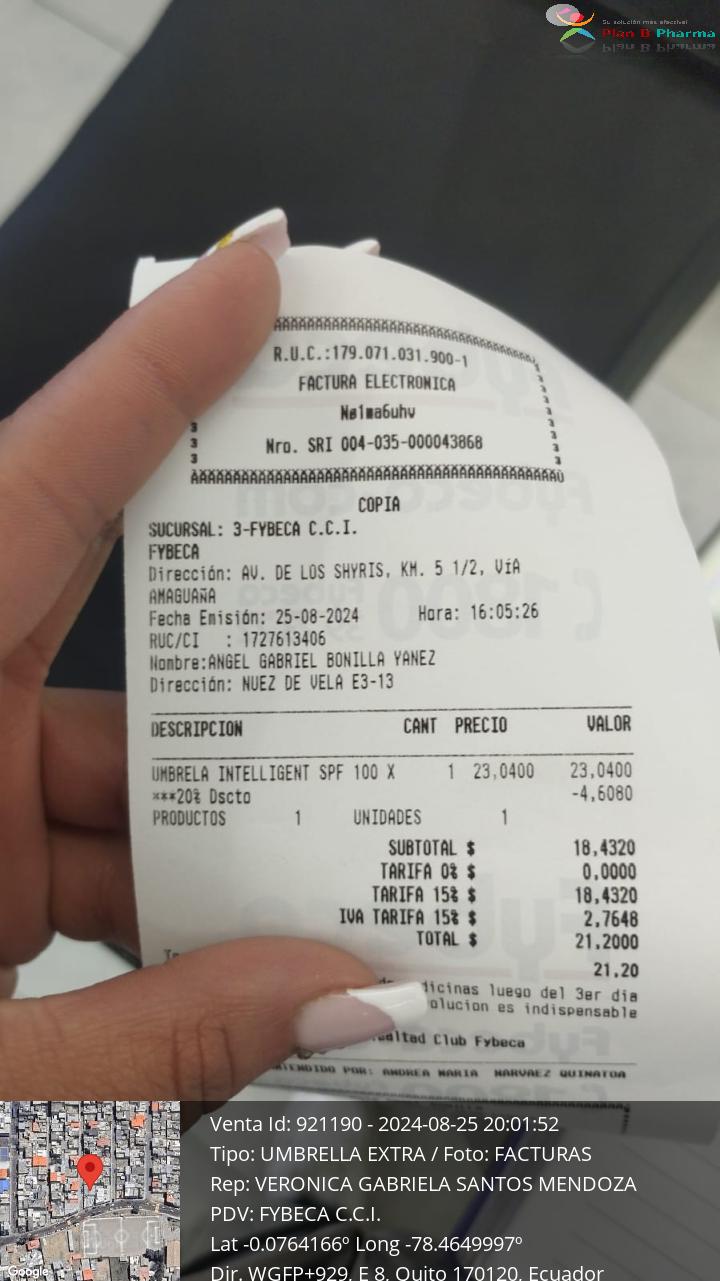 Su solución más efectiva!
Plan B Pharma
R.U.C.:179.071.031.900-1
FACTURA ELECTRONICA
Nø1ma6uhv
Nro. SRI 004-035-000043868
COPIA
SUCURSAL: 3-FYBECA C.C.I.
FYBECA
Dirección: AV. DE LOS SHYRIS, KM. 5 1/2, VíA
AMAGUAñA
Fecha Emisión: 25-08-2024 Hora: 16:05:26
RUC/CI : 1727613406
Nombre:ANGEL GABRIEL BONILLA YANEZ
Dirección: NUEZ DE VELA E3-13
DESCRIPCION CANT PRECIO VALOR
UMBRELA INTELLIGENT SPF 100 X 1 23,0400 23,0400
***20% Dscto -4,6080
PRODUCTOS 1 UNIDADES 1
SUBTOTAL $ 18,4320
TARIFA 0% $ 0,0000
TARIFA 15% $ 18,4320
IVA TARIFA 15% $ 2,7648
TOTAL $ 21,2000
21,20
luego del 3er dia
es indispensable
Club Fybeca
POR: ANDREA MARIA NARVAEZ QUINATOA
Venta Id: 921190 - 2024-08-25 20:01:52
Tipo: UMBRELLA EXTRA / Foto: FACTURAS
Rep: VERONICA GABRIELA SANTOS MENDOZA
PDV: FYBECA C.C.I.
Lat -0.0764166º Long -78.4649997º
Dir. WGFP+929, E 8, Quito 170120, Ecuador
Google